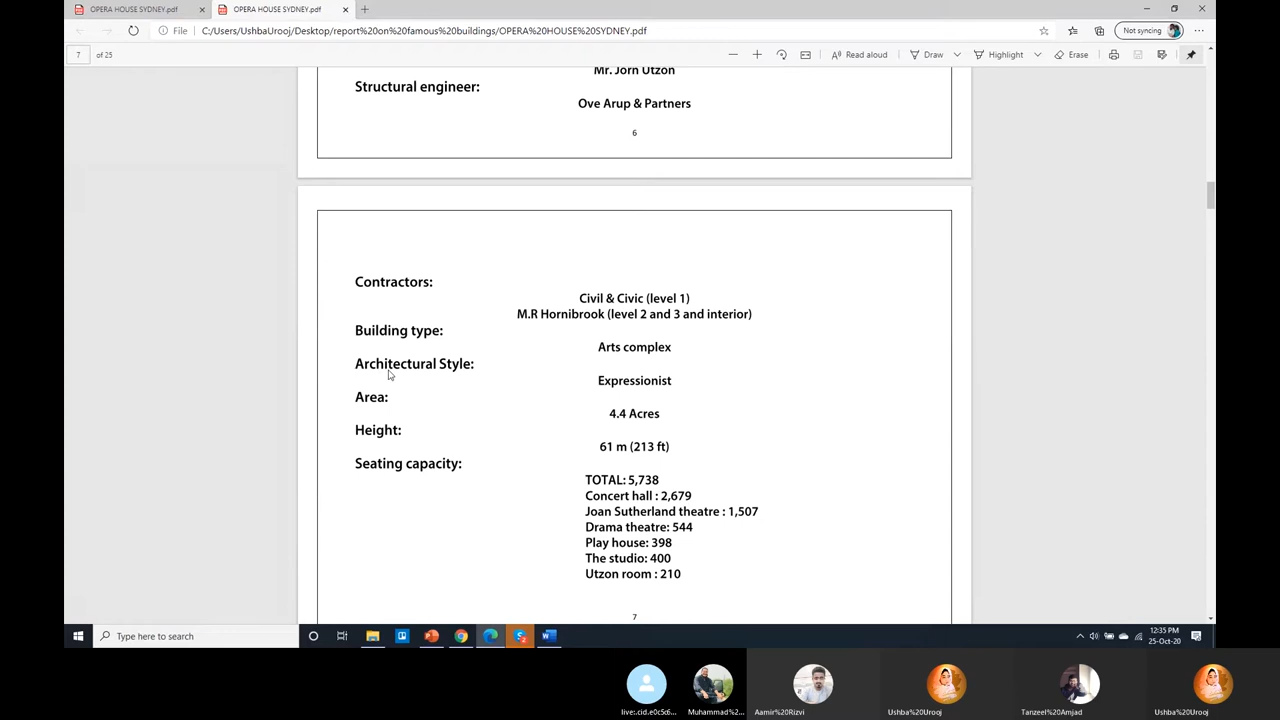 OPERA HOUSE SYDNEY.pdf
OPERA HOUSE SYDNEY.pdf
File
C:/Users/UshbaUrooj/Desktop/report%20on%20famous%20buildings/OPERA%20HOUSE%20SYDNEY.pdf
Not syncing
7 of 25
Read aloud
Draw
Highlight
Erase
Mr. Jorn Utzon
Structural engineer:
Ove Arup & Partners
6
Contractors:
Civil & Civic (level 1)
M.R Hornibrook (level 2 and 3 and interior)
Building type:
Arts complex
Architectural Style:
Expressionist
Area:
4.4 Acres
Height:
61 m (213 ft)
Seating capacity:
TOTAL: 5,738
Concert hall : 2,679
Joan Sutherland theatre : 1,507
Drama theatre: 544
Play house: 398
The studio: 400
Utzon room : 210
7
Type here to search
12:35 PM
25-Oct-20
live:.cid.e0c5c6...
Muhammad%2...
Aamir%20Rizvi
Ushba%20Urooj
Tanzeel%20Amjad
Ushba%20Urooj